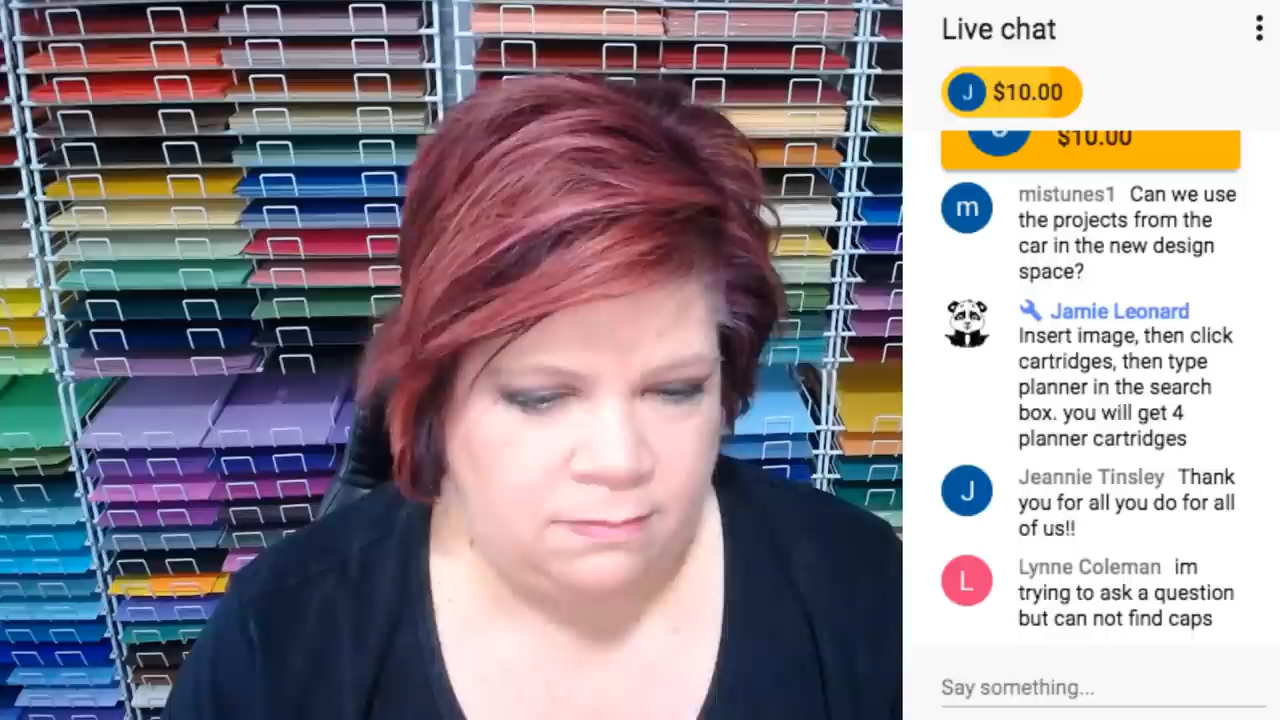 Live chat
J $10.00
$10.00
m mistunes1 Can we use
the projects from the
car in the new design
space?
Jamie Leonard
Insert image, then click
cartridges, then type
planner in the search
box. you will get 4
planner cartridges
J Jeannie Tinsley Thank
you for all you do for all
of us!!
L Lynne Coleman im
trying to ask a question
but can not find caps
Say something...